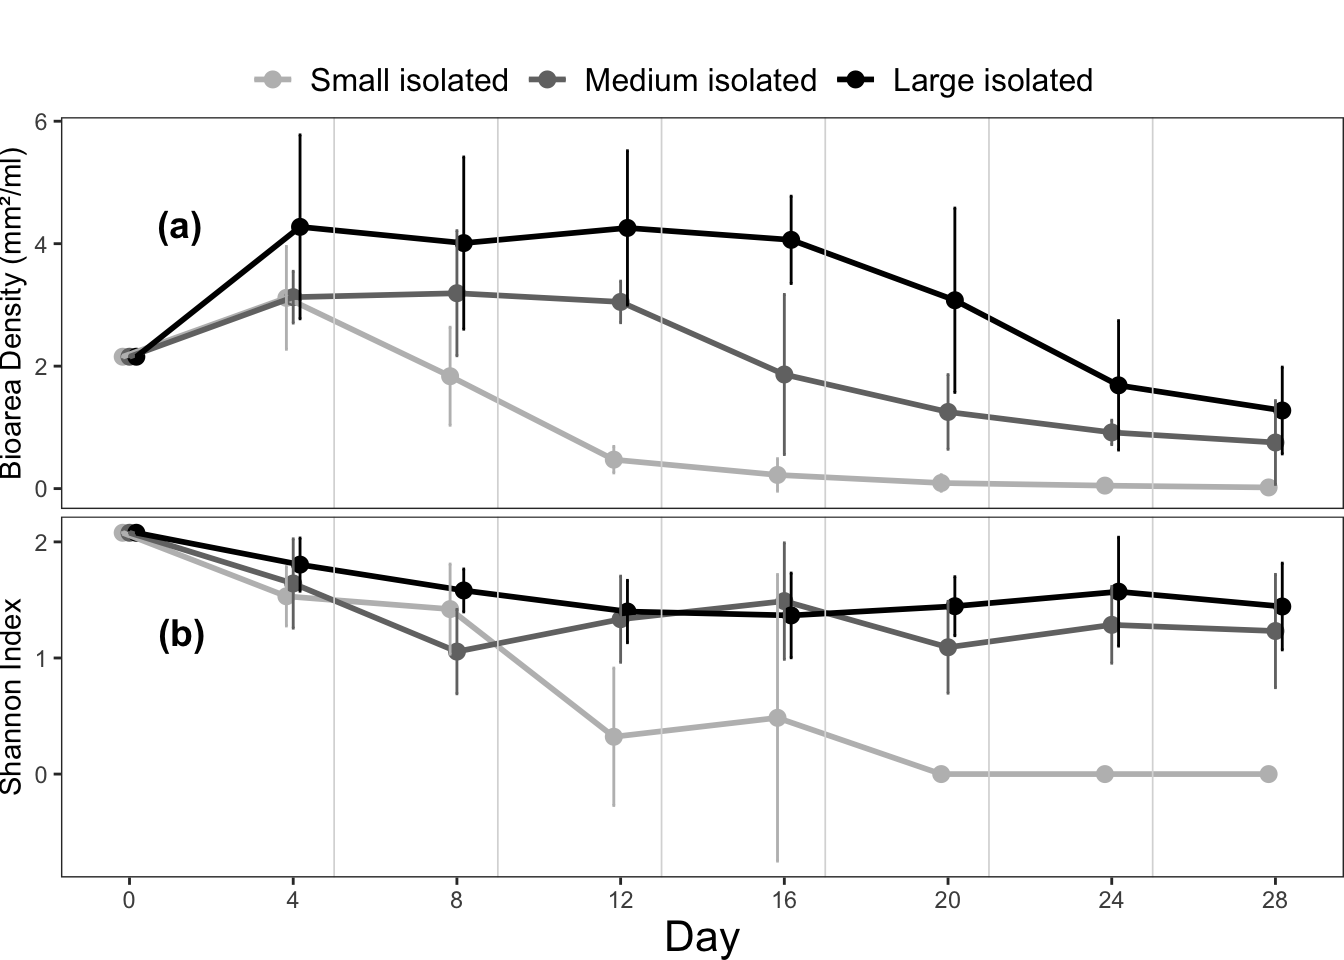 Small isolated Medium isolated Large isolated
Bioarea Density (mm²/ml)
6
(a)
4
2
0
Shannon Index
2
(b)
1
0
0 4 8 12 16 20 24 28
Day